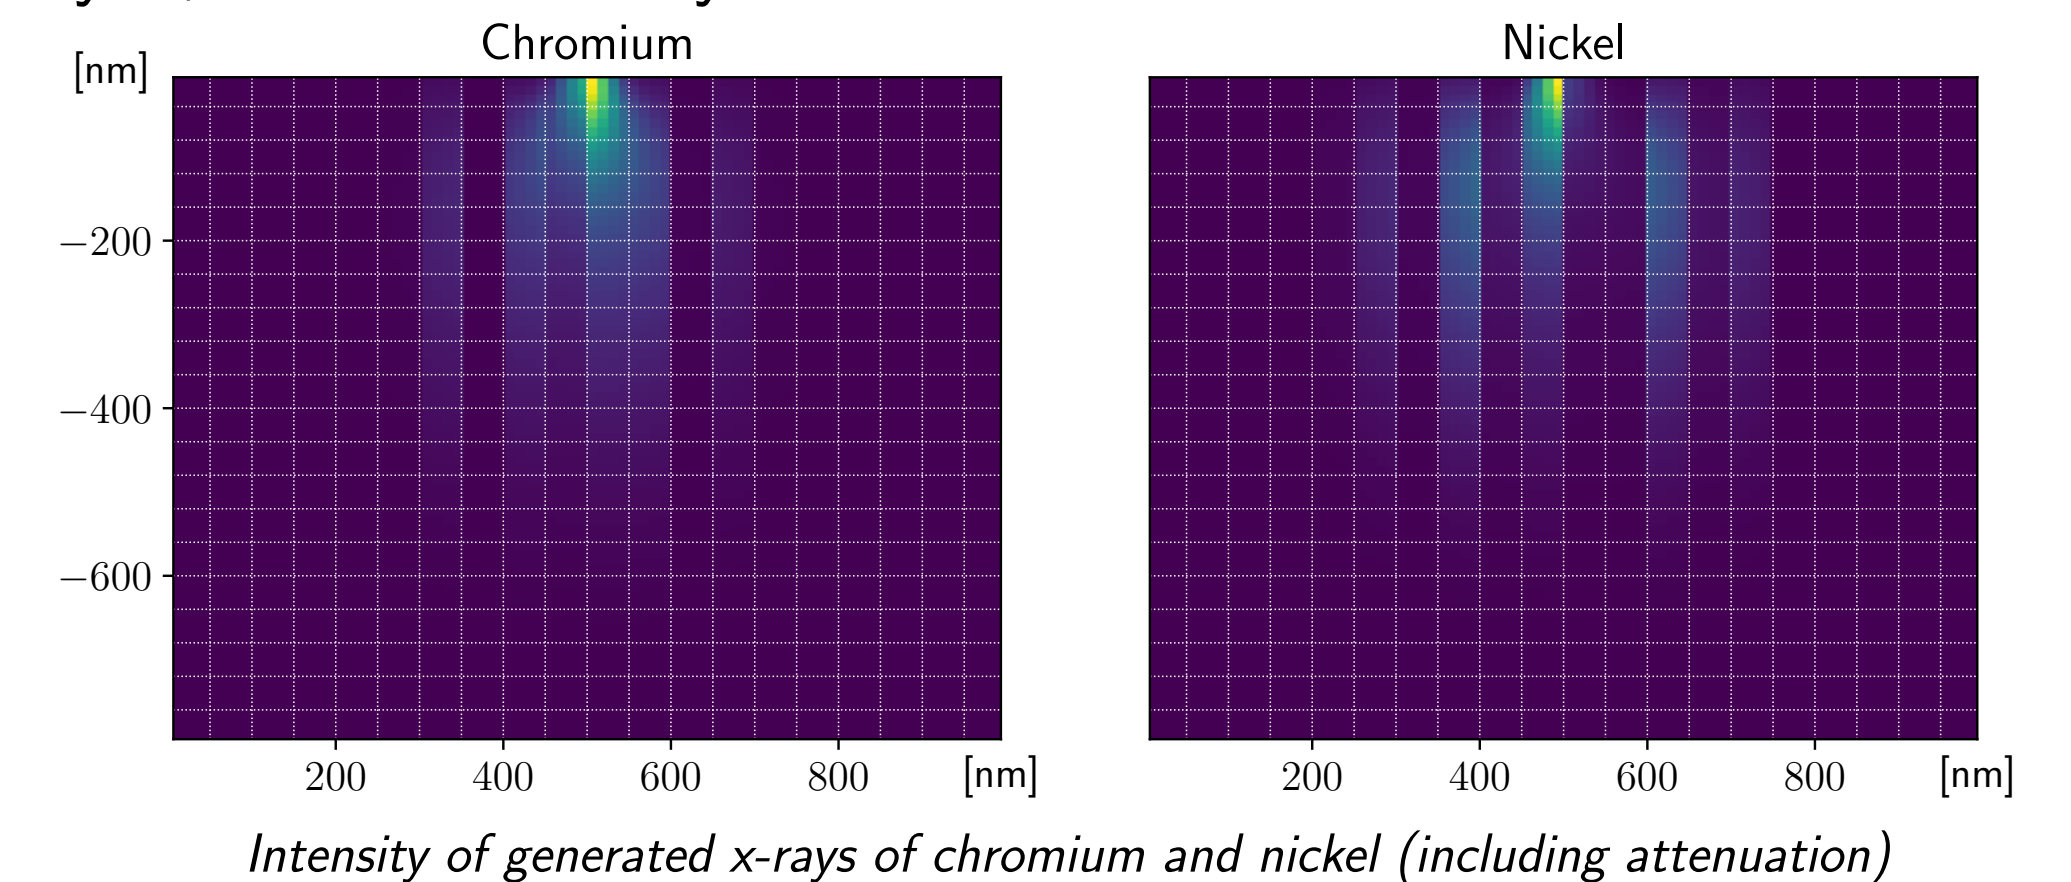 Chromium
Nickel
[nm]
−200
−400
−600
200 400 600 800 [nm]
200 400 600 800 [nm]
Intensity of generated x-rays of chromium and nickel (including attenuation)